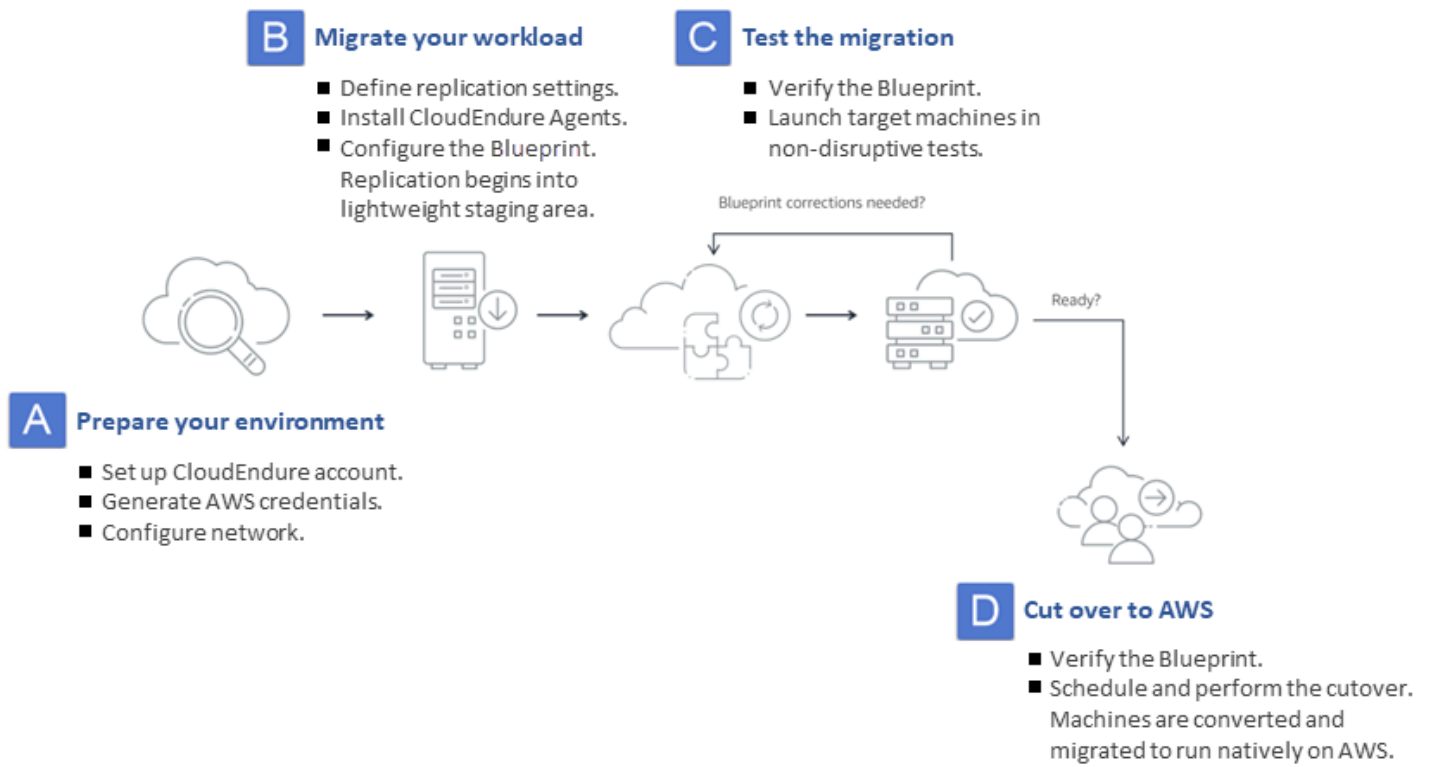 B Migrate your workload
■ Define replication settings.
■ Install CloudEndure Agents.
■ Configure the Blueprint.
Replication begins into
lightweight staging area.
C Test the migration
■ Verify the Blueprint.
■ Launch target machines in
non-disruptive tests.
Blueprint corrections needed?
Ready?
A Prepare your environment
■ Set up CloudEndure account.
■ Generate AWS credentials.
■ Configure network.
D Cut over to AWS
■ Verify the Blueprint.
■ Schedule and perform the cutover.
Machines are converted and
migrated to run natively on AWS.